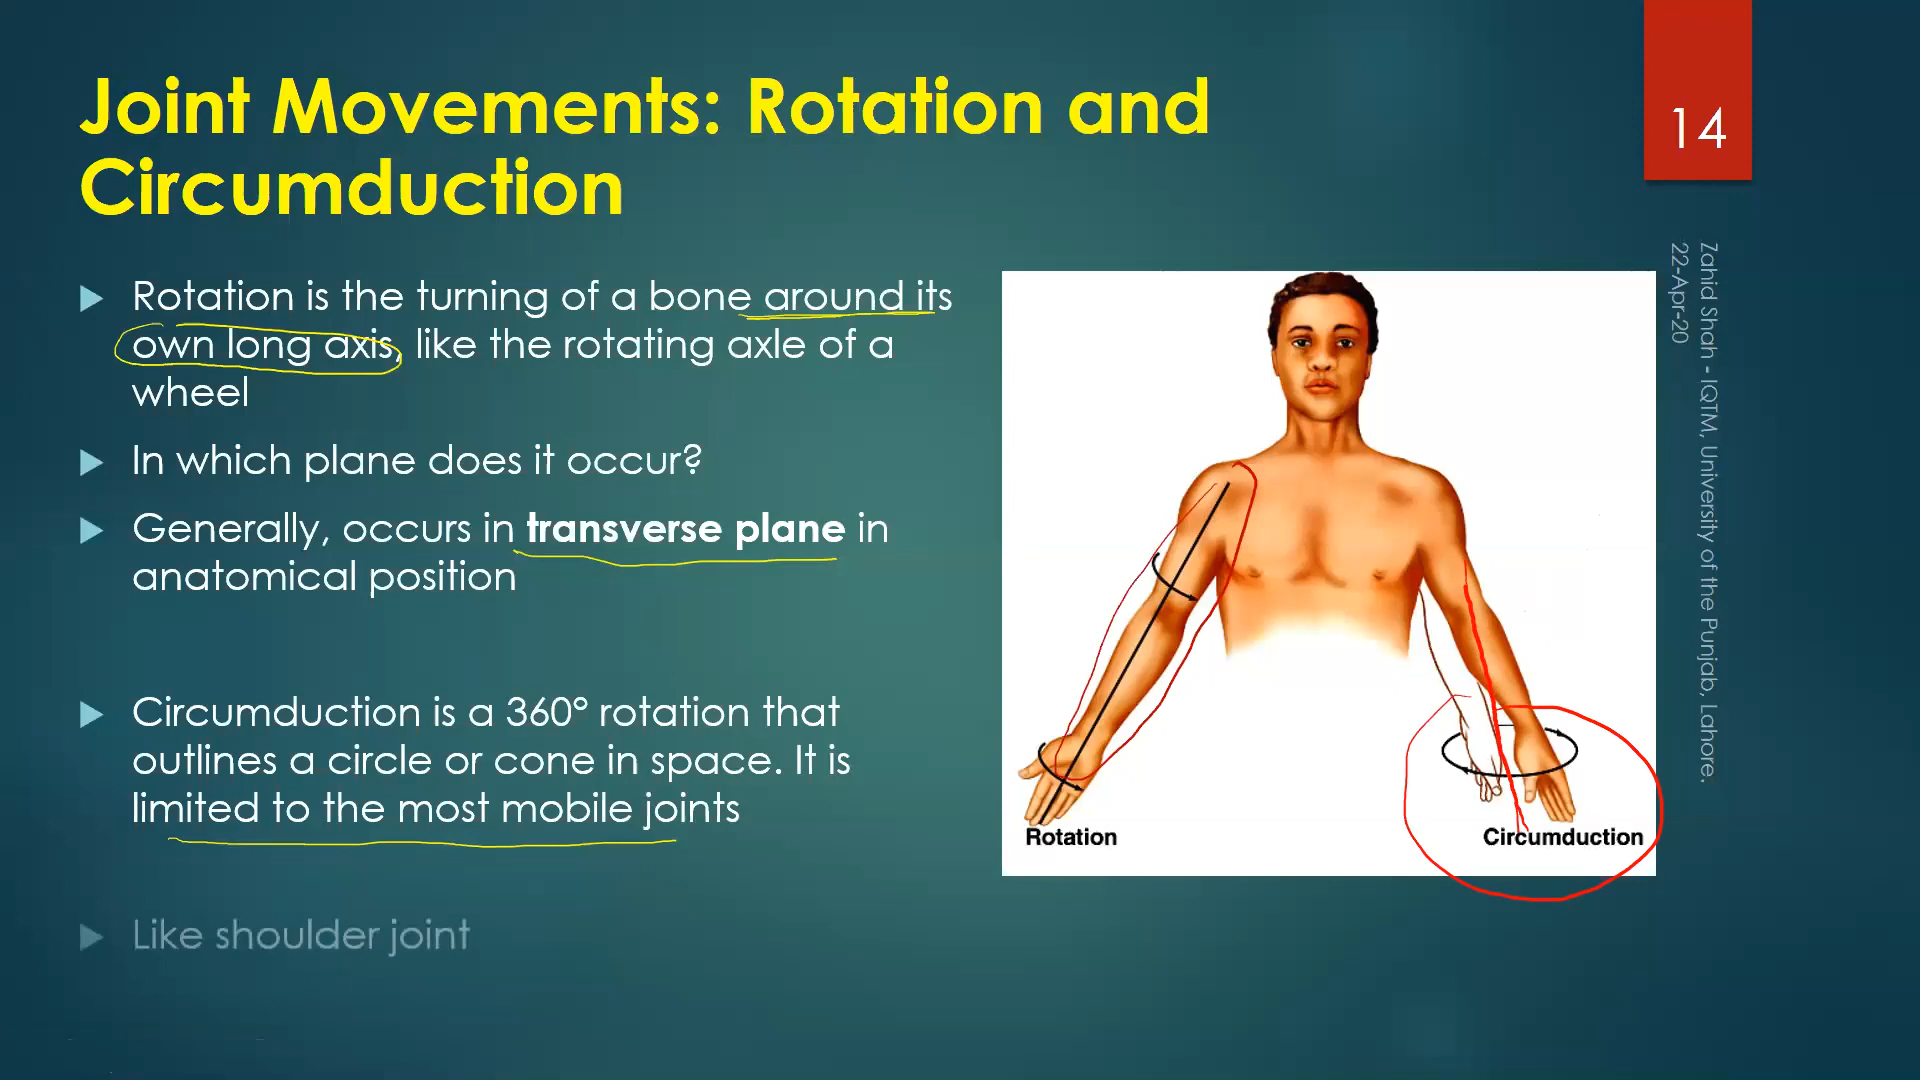 Joint Movements: Rotation and
Circumduction
14
Rotation is the turning of a bone around its
own long axis, like the rotating axle of a
wheel
In which plane does it occur?
Generally, occurs in transverse plane in
anatomical position
Circumduction is a 360° rotation that
outlines a circle or cone in space. It is
limited to the most mobile joints
Like shoulder joint
Rotation
Circumduction
Zahid Shah - IQTM, University of the Punjab, Lahore.
22-Apr-20